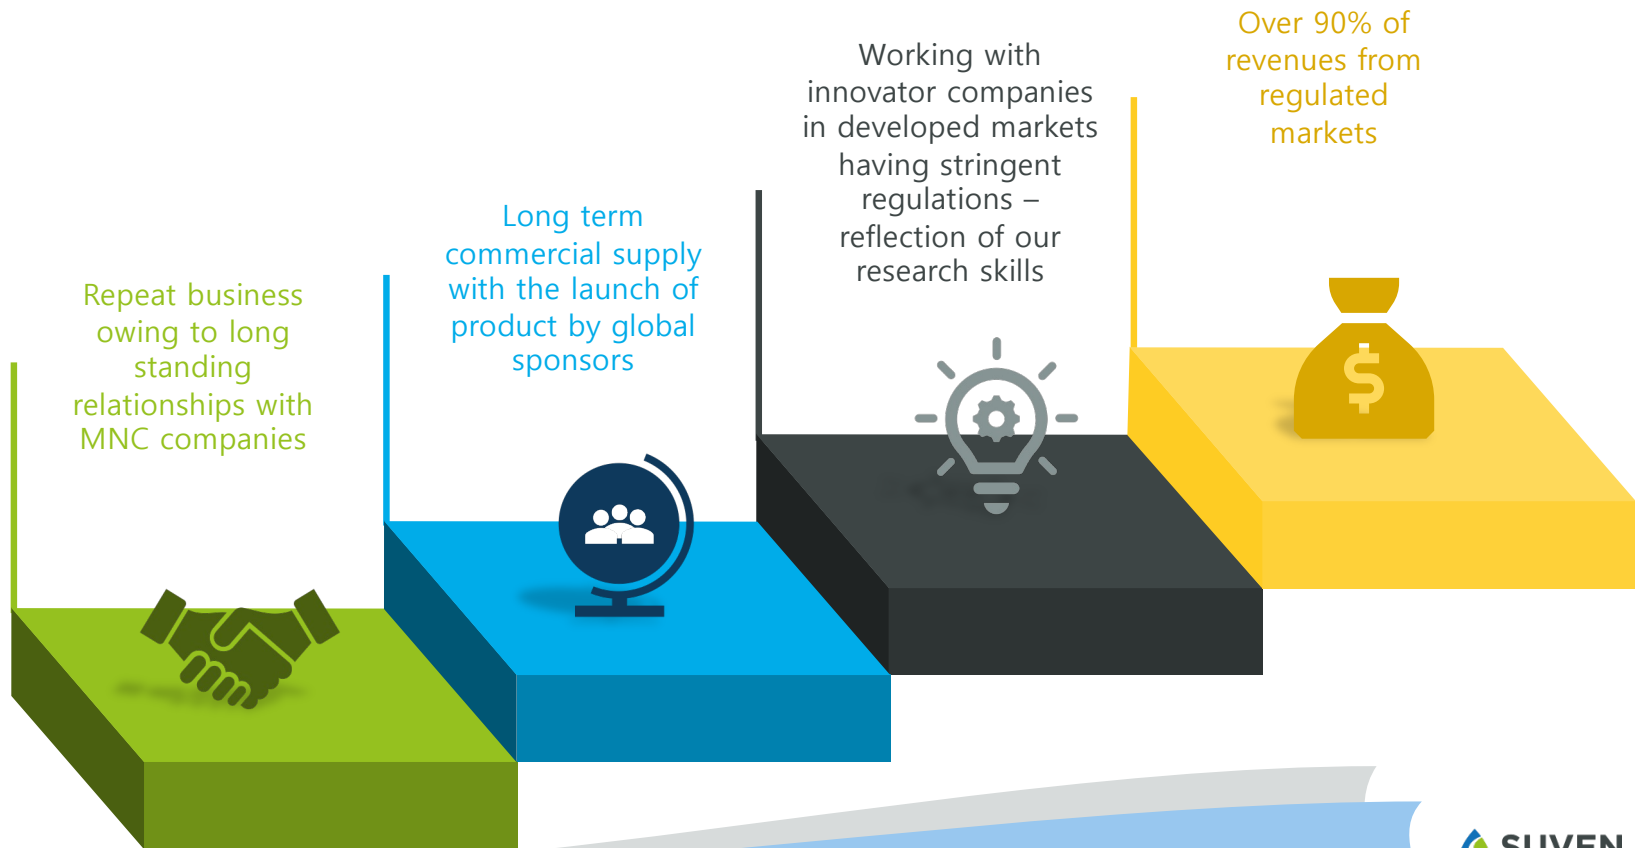 Repeat business
owing to long
standing
relationships with
MNC companies
Long term
commercial supply
with the launch of
product by global
sponsors
Working with
innovator companies
in developed markets
having stringent
regulations –
reflection of our
research skills
Over 90% of
revenues from
regulated
markets
$
SUVEN